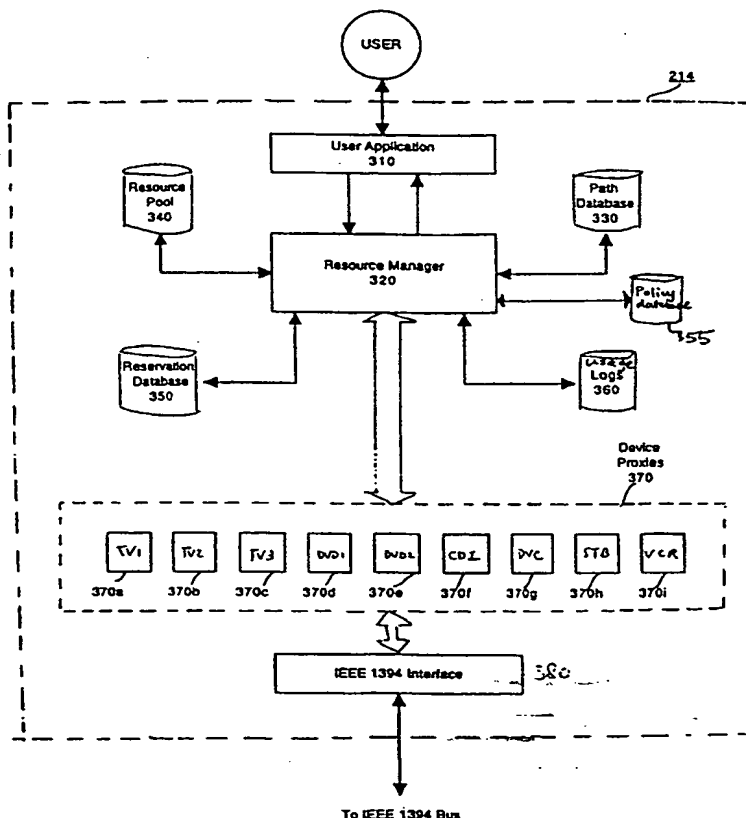 USER
214
User Application
310
Resource
Pool
340
Path
Database
330
Resource Manager
320
Policy
database
355
Reservation
Database
350
usage
Logs
360
Device
Proxies
370
TV1
TV2
TV3
DVD1
DVD2
CD1
DVC
STB
VCR
370a
370b
370c
370d
370e
370f
370g
370h
370i
IEEE 1394 Interface
380
To IEEE 1394 Bus